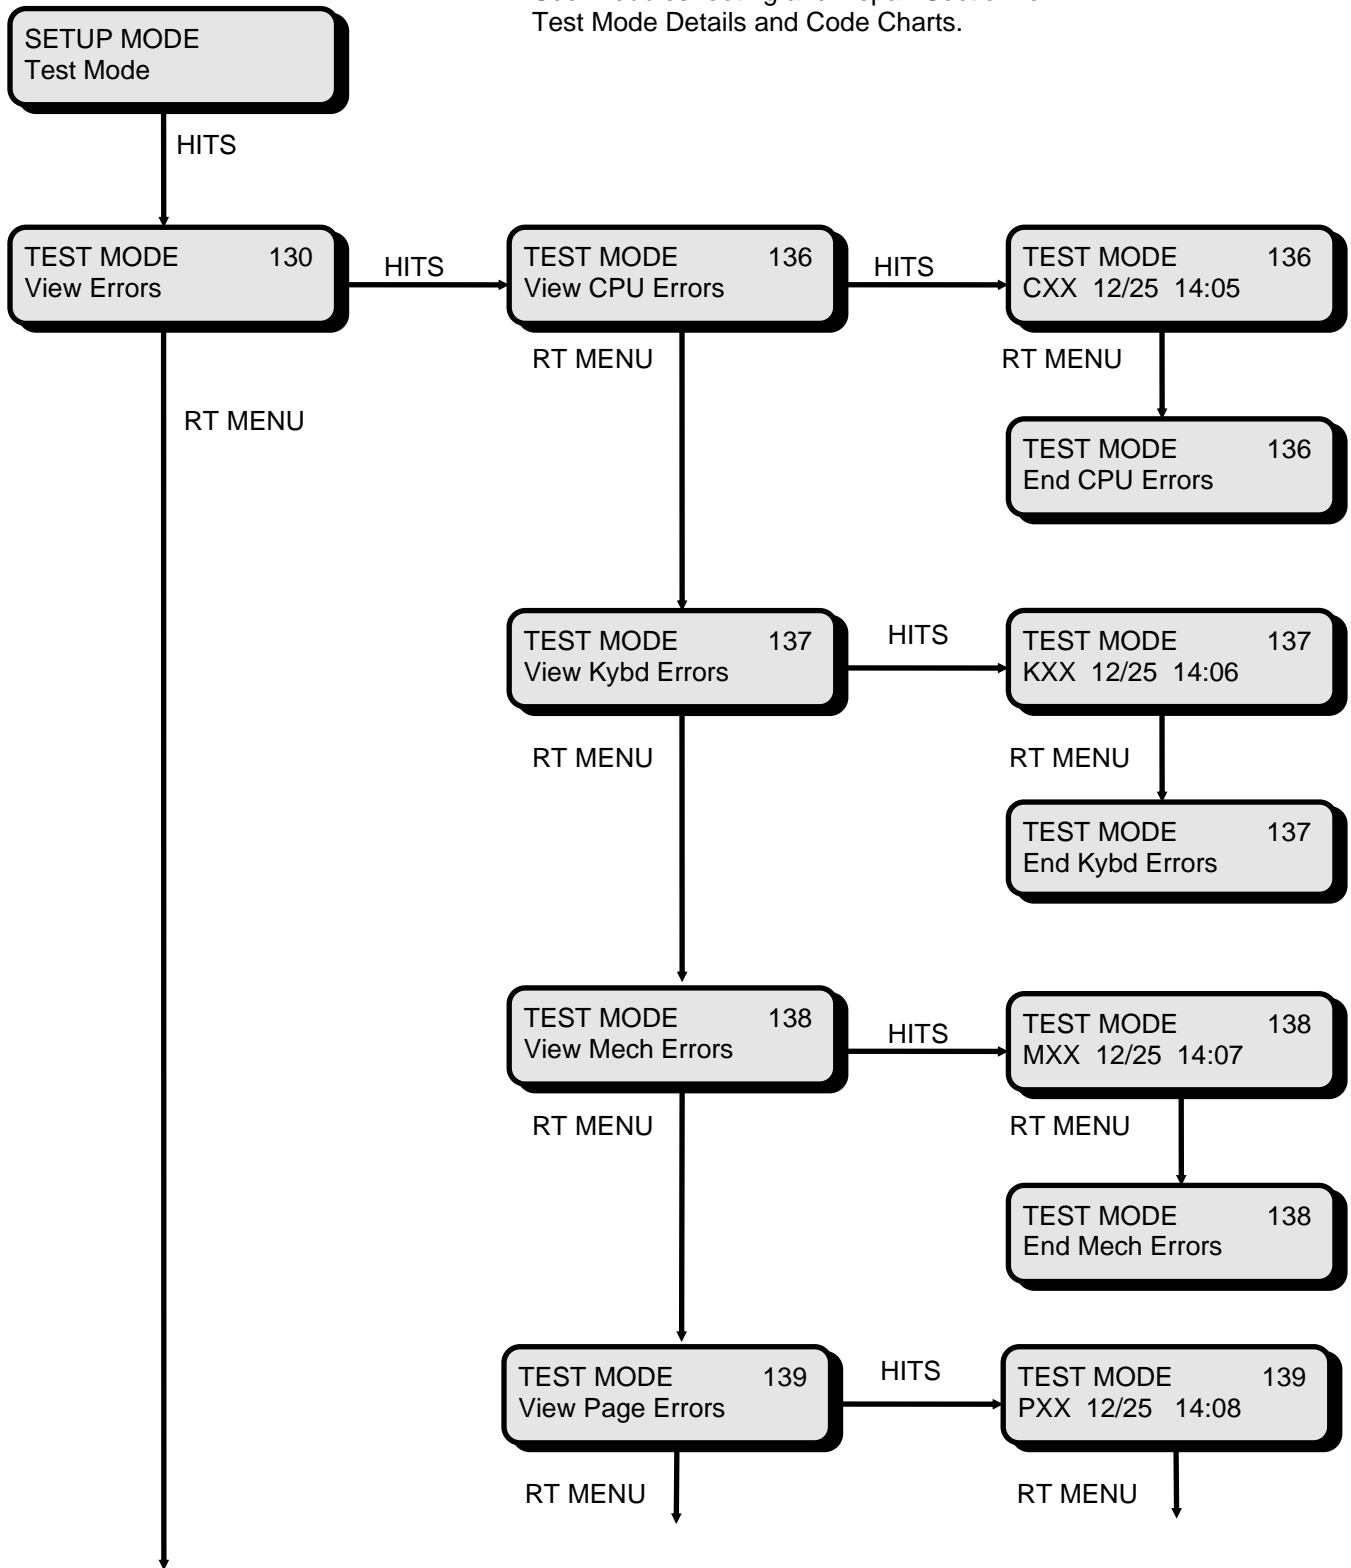 Test Mode Details and Code Charts.
SETUP MODE
Test Mode
HITS
TEST MODE 130
View Errors
HITS
TEST MODE 136
View CPU Errors
HITS
TEST MODE 136
CXX 12/25 14:05
RT MENU
RT MENU
RT MENU
TEST MODE 136
End CPU Errors
TEST MODE 137
View Kybd Errors
HITS
TEST MODE 137
KXX 12/25 14:06
RT MENU
RT MENU
TEST MODE 137
End Kybd Errors
TEST MODE 138
View Mech Errors
HITS
TEST MODE 138
MXX 12/25 14:07
RT MENU
RT MENU
TEST MODE 138
End Mech Errors
TEST MODE 139
View Page Errors
HITS
TEST MODE 139
PXX 12/25 14:08
RT MENU
RT MENU